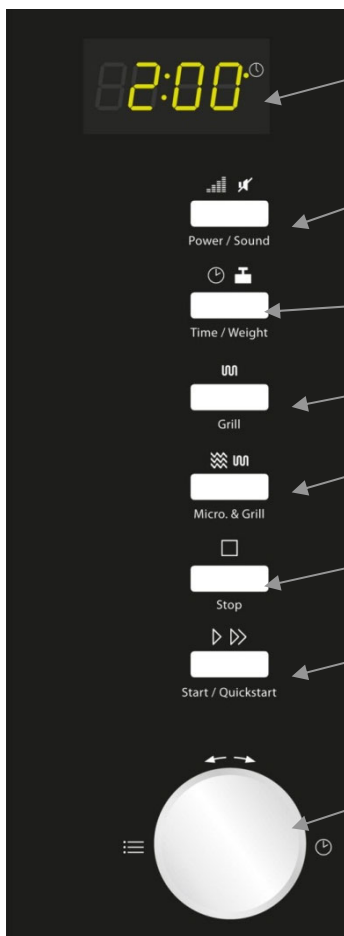 2:00
Power / Sound
Time / Weight
Grill
Micro. & Grill
Stop
Start / Quickstart